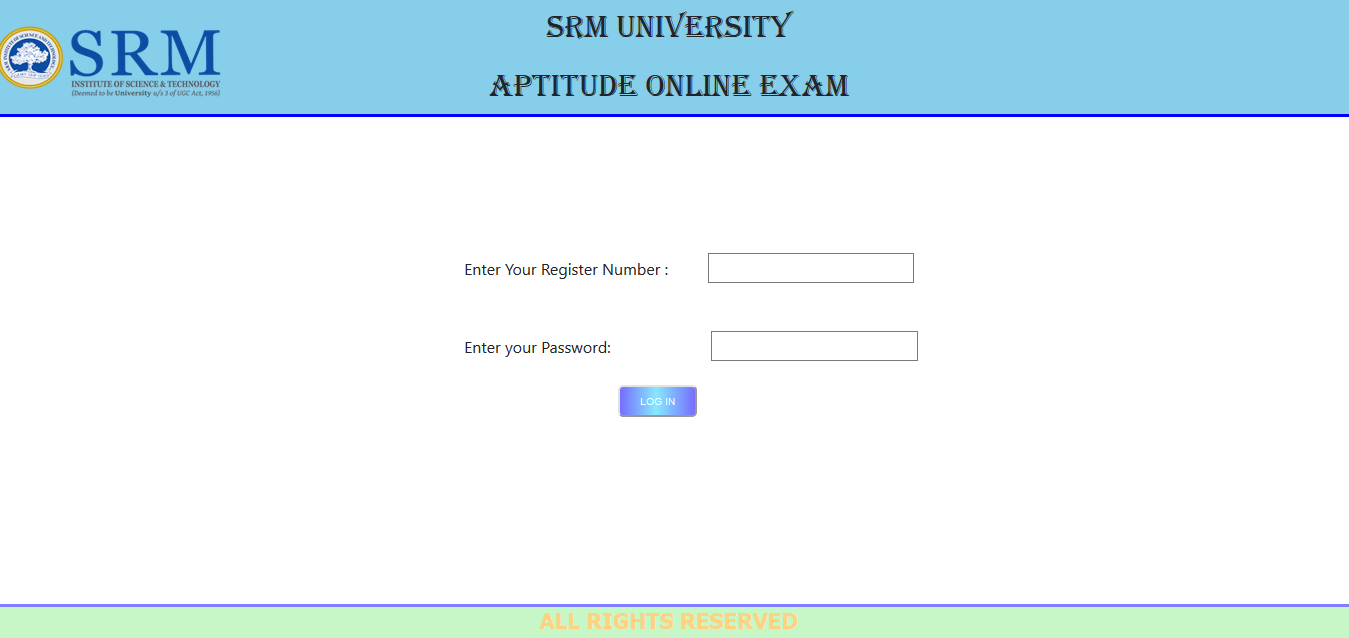 SRM UNIVERSITY
APTITUDE ONLINE EXAM
SRM
INSTITUTE OF SCIENCE & TECHNOLOGY
(Deemed to be University u/s 3 of UGC Act, 1956)
Enter Your Register Number :
Enter your Password:
LOG IN
ALL RIGHTS RESERVED